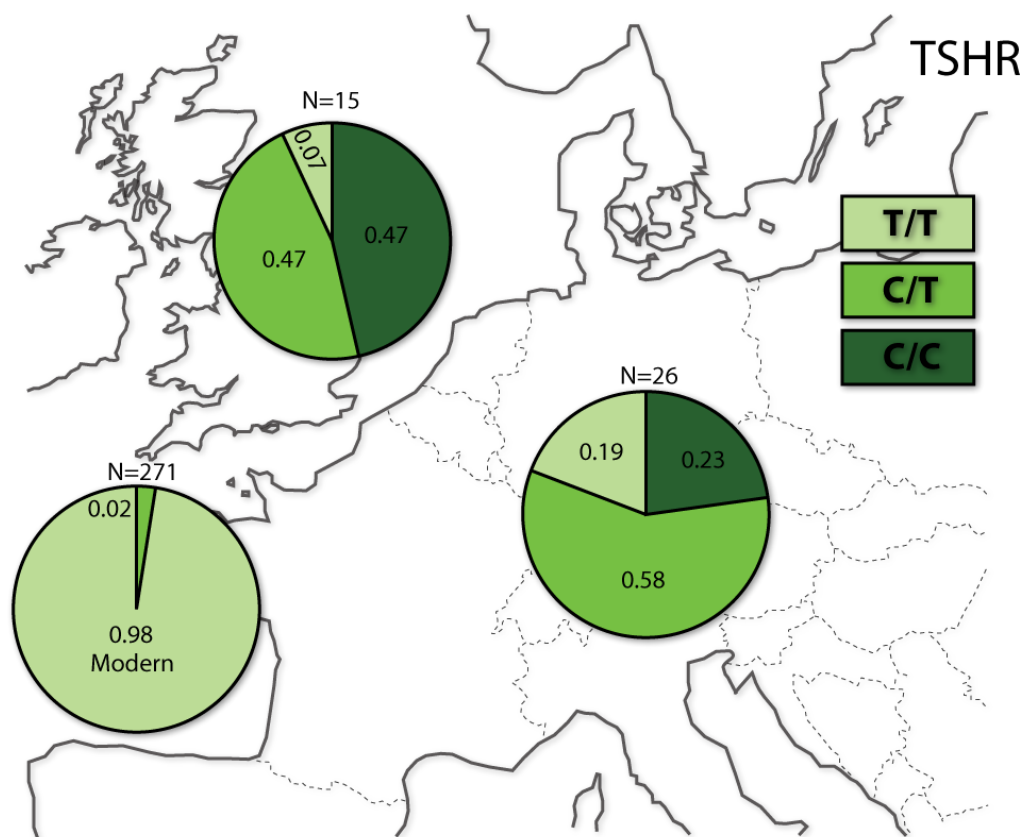 TSHR
N=15
0.07
0.47
0.47
T/T
C/T
C/C
N=26
0.19
0.23
0.58
N=271
0.02
0.98
Modern